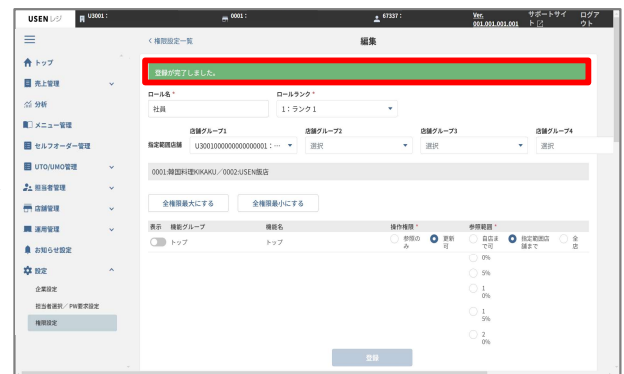 USEN レジ U3001: 0001: 67337: Ver. 001.001.001.001 サポートサイト ログアウト
< 権限設定一覧 編集
トップ
売上管理
分析
メニュー管理
セルフオーダー管理
UTO/UMO管理
担当者管理
店舗管理
運用管理
お知らせ設定
設定
企業設定
担当者選択/ PW要求設定
権限設定
登録が完了しました。
ロール名 * ロールランク *
社員 1:ランク1
店舗グループ1 店舗グループ2 店舗グループ3 店舗グループ4
指定範囲店舗 U3001000000000000001: … 選択 選択 選択
0001:韓国料理KIKAKU/0002:USEN飯店
全権限最大にする 全権限最小にする
表示 機能グループ 機能名 操作権限 * 参照範囲 *
トップ トップ 参照のみ 更新可 自店まで可 指定範囲店舗まで 全店
0%
5%
10%
15%
20%
登録